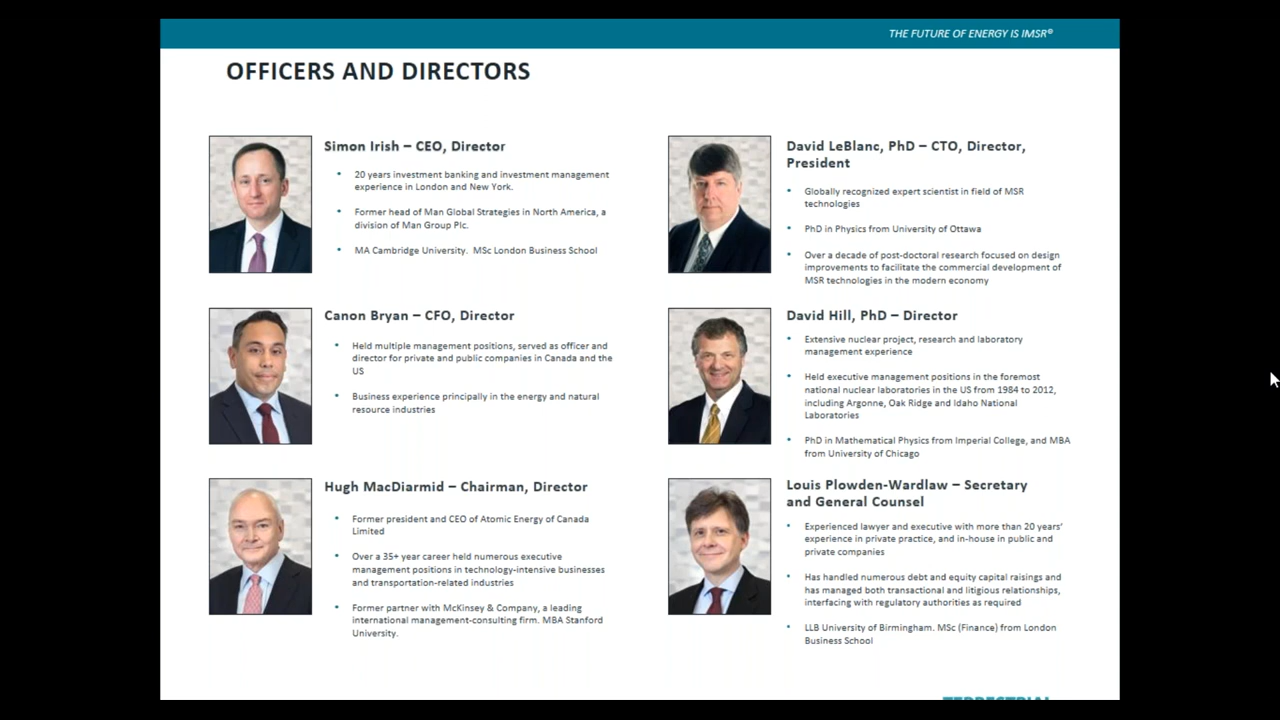 THE FUTURE OF ENERGY IS IMSR®
OFFICERS AND DIRECTORS
Simon Irish – CEO, Director
• 20 years investment banking and investment management
experience in London and New York.
• Former head of Man Global Strategies in North America, a
division of Man Group Plc.
• MA Cambridge University. MSc London Business School
Canon Bryan – CFO, Director
• Held multiple management positions, served as officer and
director for private and public companies in Canada and the
US
• Business experience principally in the energy and natural
resource industries
Hugh MacDiarmid – Chairman, Director
• Former president and CEO of Atomic Energy of Canada
Limited
• Over a 35+ year career held numerous executive
management positions in technology-intensive businesses
and transportation-related industries
• Former partner with McKinsey & Company, a leading
international management-consulting firm. MBA Stanford
University.
David LeBlanc, PhD – CTO, Director,
President
• Globally recognized expert scientist in field of MSR
technologies
• PhD in Physics from University of Ottawa
• Over a decade of post-doctoral research focused on design
improvements to facilitate the commercial development of
MSR technologies in the modern economy
David Hill, PhD – Director
• Extensive nuclear project, research and laboratory
management experience
• Held executive management positions in the foremost
national nuclear laboratories in the US from 1984 to 2012,
including Argonne, Oak Ridge and Idaho National
Laboratories
• PhD in Mathematical Physics from Imperial College, and MBA
from University of Chicago
Louis Plowden-Wardlaw – Secretary
and General Counsel
• Experienced lawyer and executive with more than 20 years'
experience in private practice, and in-house in public and
private companies
• Has handled numerous debt and equity capital raisings and
has managed both transactional and litigious relationships,
interfacing with regulatory authorities as required
• LLB University of Birmingham. MSc (Finance) from London
Business School
TERRESTRIAL